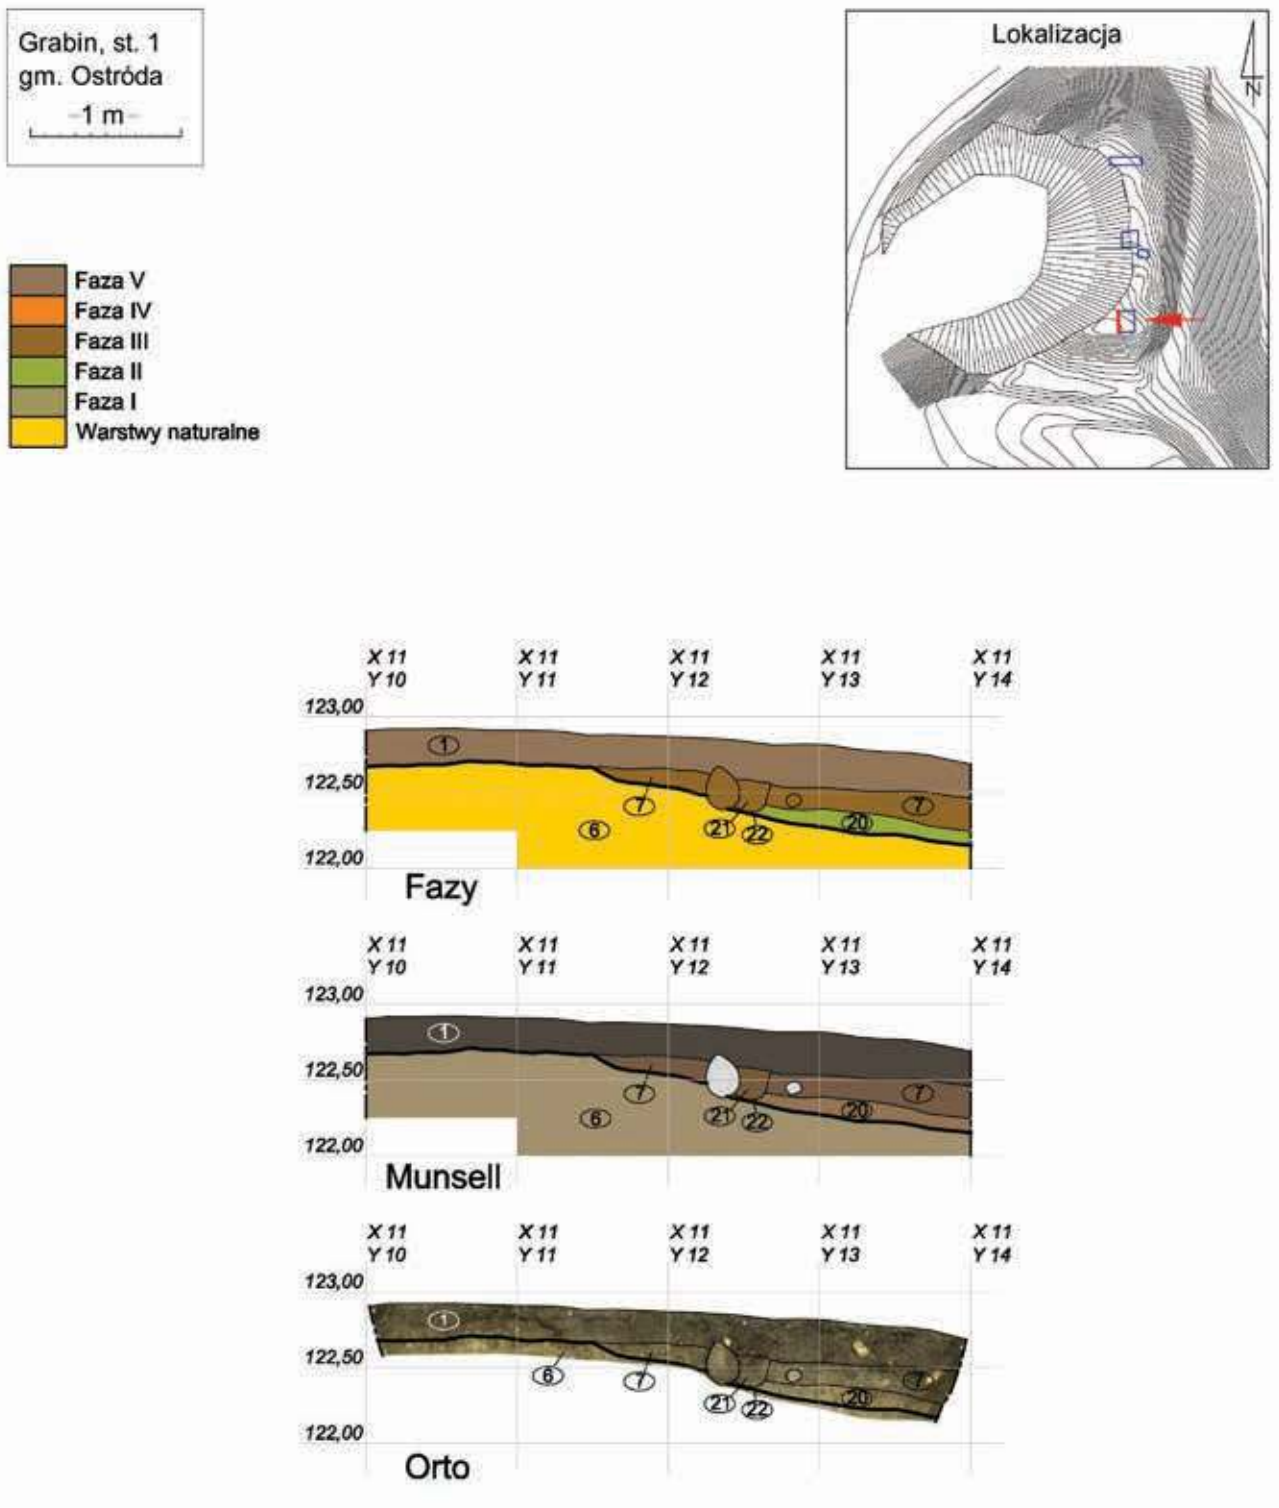 Grabin, st. 1
gm. Ostróda
1 m
Lokalizacja
N
Faza V
Faza IV
Faza III
Faza II
Faza I
Warstwy naturalne
X 11 X 11 X 11 X 11 X 11
Y 10 Y 11 Y 12 Y 13 Y 14
123,00
1
122,50
7 7
6 21 22 20
122,00
Fazy
X 11 X 11 X 11 X 11 X 11
Y 10 Y 11 Y 12 Y 13 Y 14
123,00
1
122,50
7 7
6 21 22 20
122,00
Munsell
X 11 X 11 X 11 X 11 X 11
Y 10 Y 11 Y 12 Y 13 Y 14
123,00
1
122,50
6 7 7
21 22 20
122,00
Orto